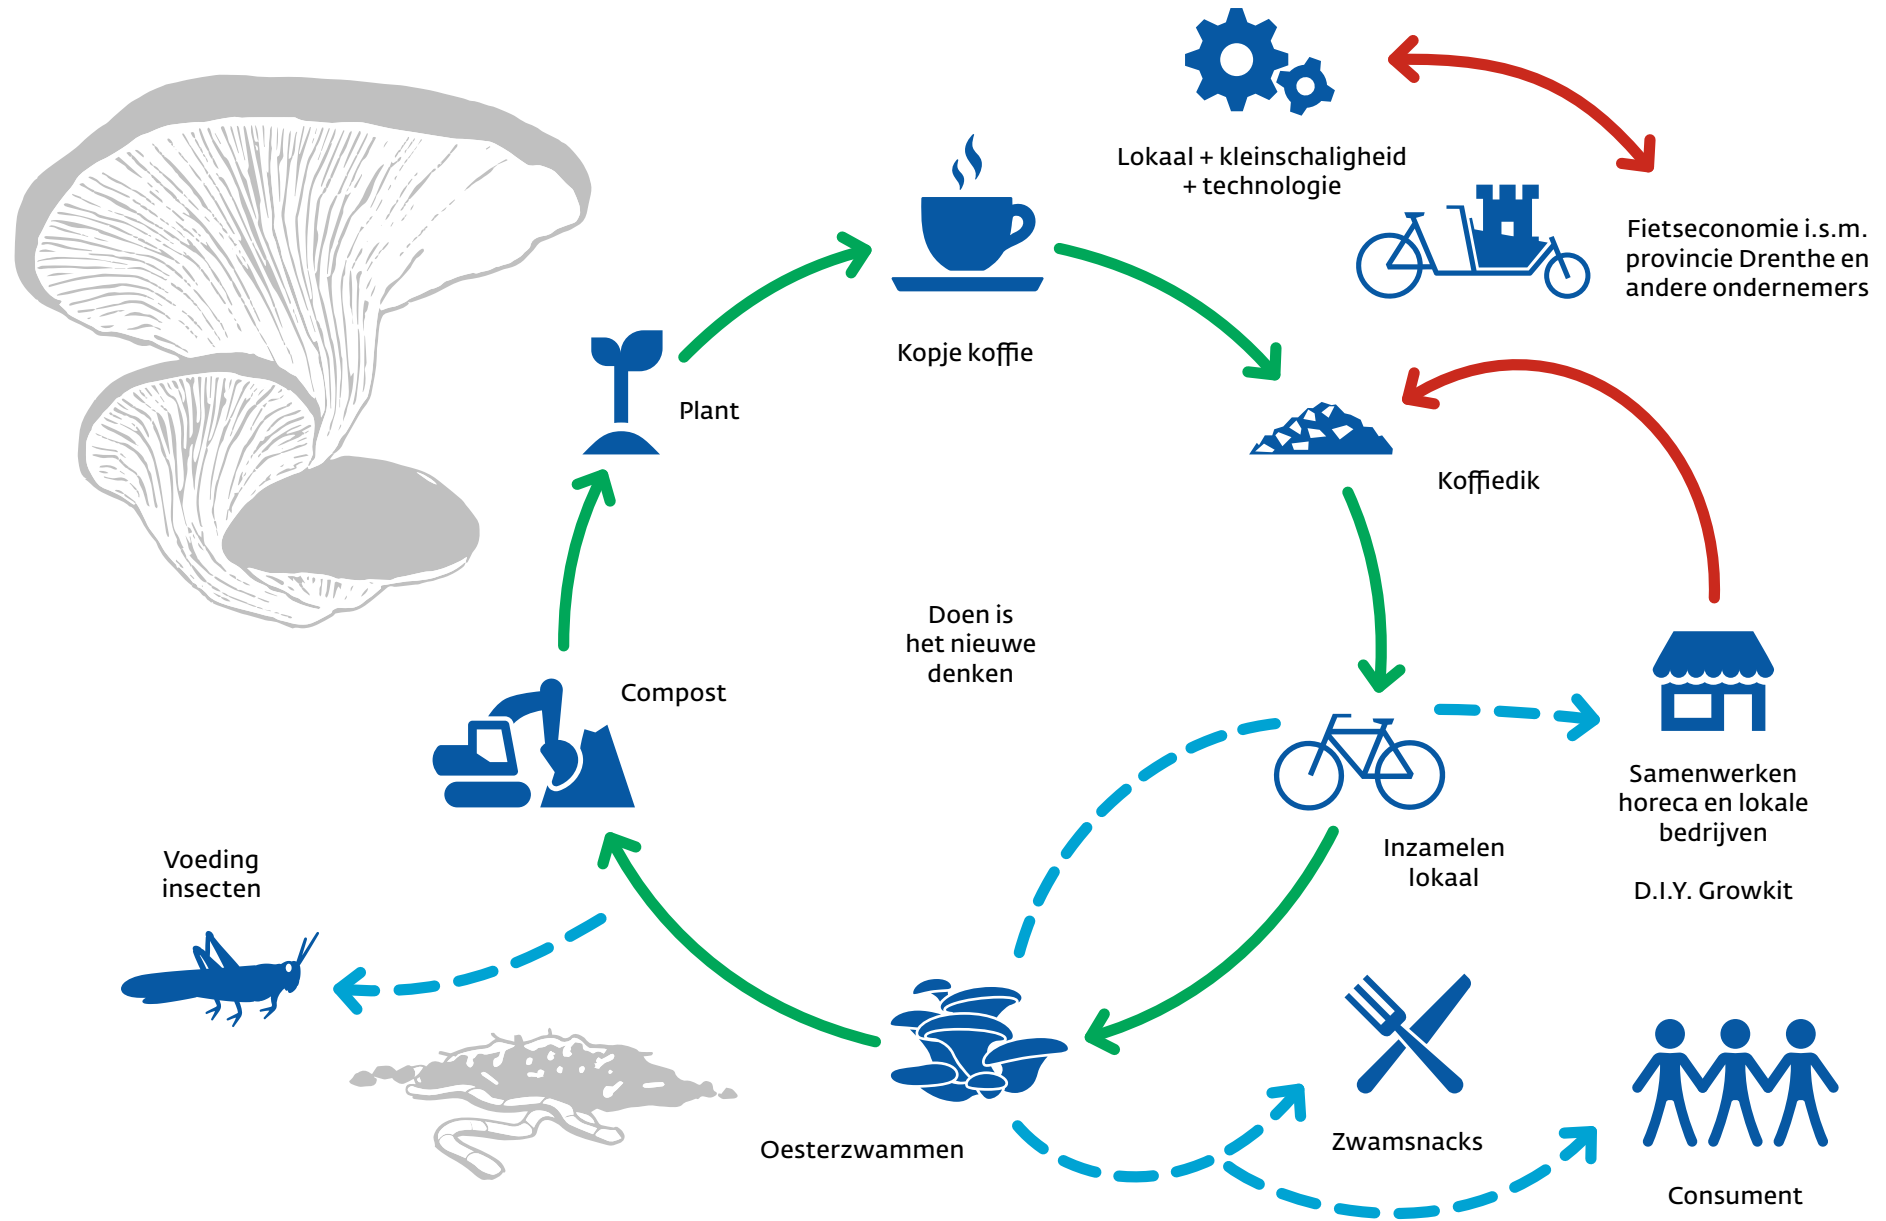 Lokaal + kleinschaligheid
+ technologie
Fietseconomie i.s.m.
provincie Drenthe en
andere ondernemers
Kopje koffie
Plant
Koffiedik
Doen is
het nieuwe
denken
Compost
Samenwerken
horeca en lokale
bedrijven
D.I.Y. Growkit
Inzamelen
lokaal
Voeding
insecten
Oesterzwammen
Zwamsnacks
Consument